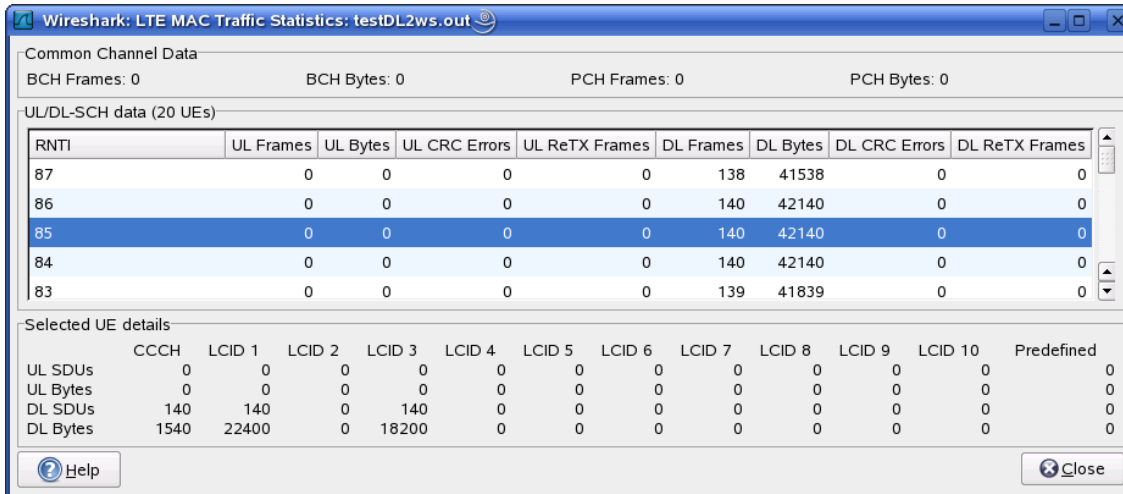 Wireshark: LTE MAC Traffic Statistics: testDL2ws.out
Common Channel Data
BCH Frames: 0 BCH Bytes: 0 PCH Frames: 0 PCH Bytes: 0
UL/DL-SCH data (20 UEs)
RNTI UL Frames UL Bytes UL CRC Errors UL ReTX Frames DL Frames DL Bytes DL CRC Errors DL ReTX Frames
87 0 0 0 0 138 41538 0 0
86 0 0 0 0 140 42140 0 0
85 0 0 0 0 140 42140 0 0
84 0 0 0 0 140 42140 0 0
83 0 0 0 0 139 41839 0 0
Selected UE details
CCCH LCID 1 LCID 2 LCID 3 LCID 4 LCID 5 LCID 6 LCID 7 LCID 8 LCID 9 LCID 10 Predefined
UL SDUs 0 0 0 0 0 0 0 0 0 0 0 0
UL Bytes 0 0 0 0 0 0 0 0 0 0 0 0
DL SDUs 140 140 0 140 0 0 0 0 0 0 0 0
DL Bytes 1540 22400 0 18200 0 0 0 0 0 0 0 0
Help Close